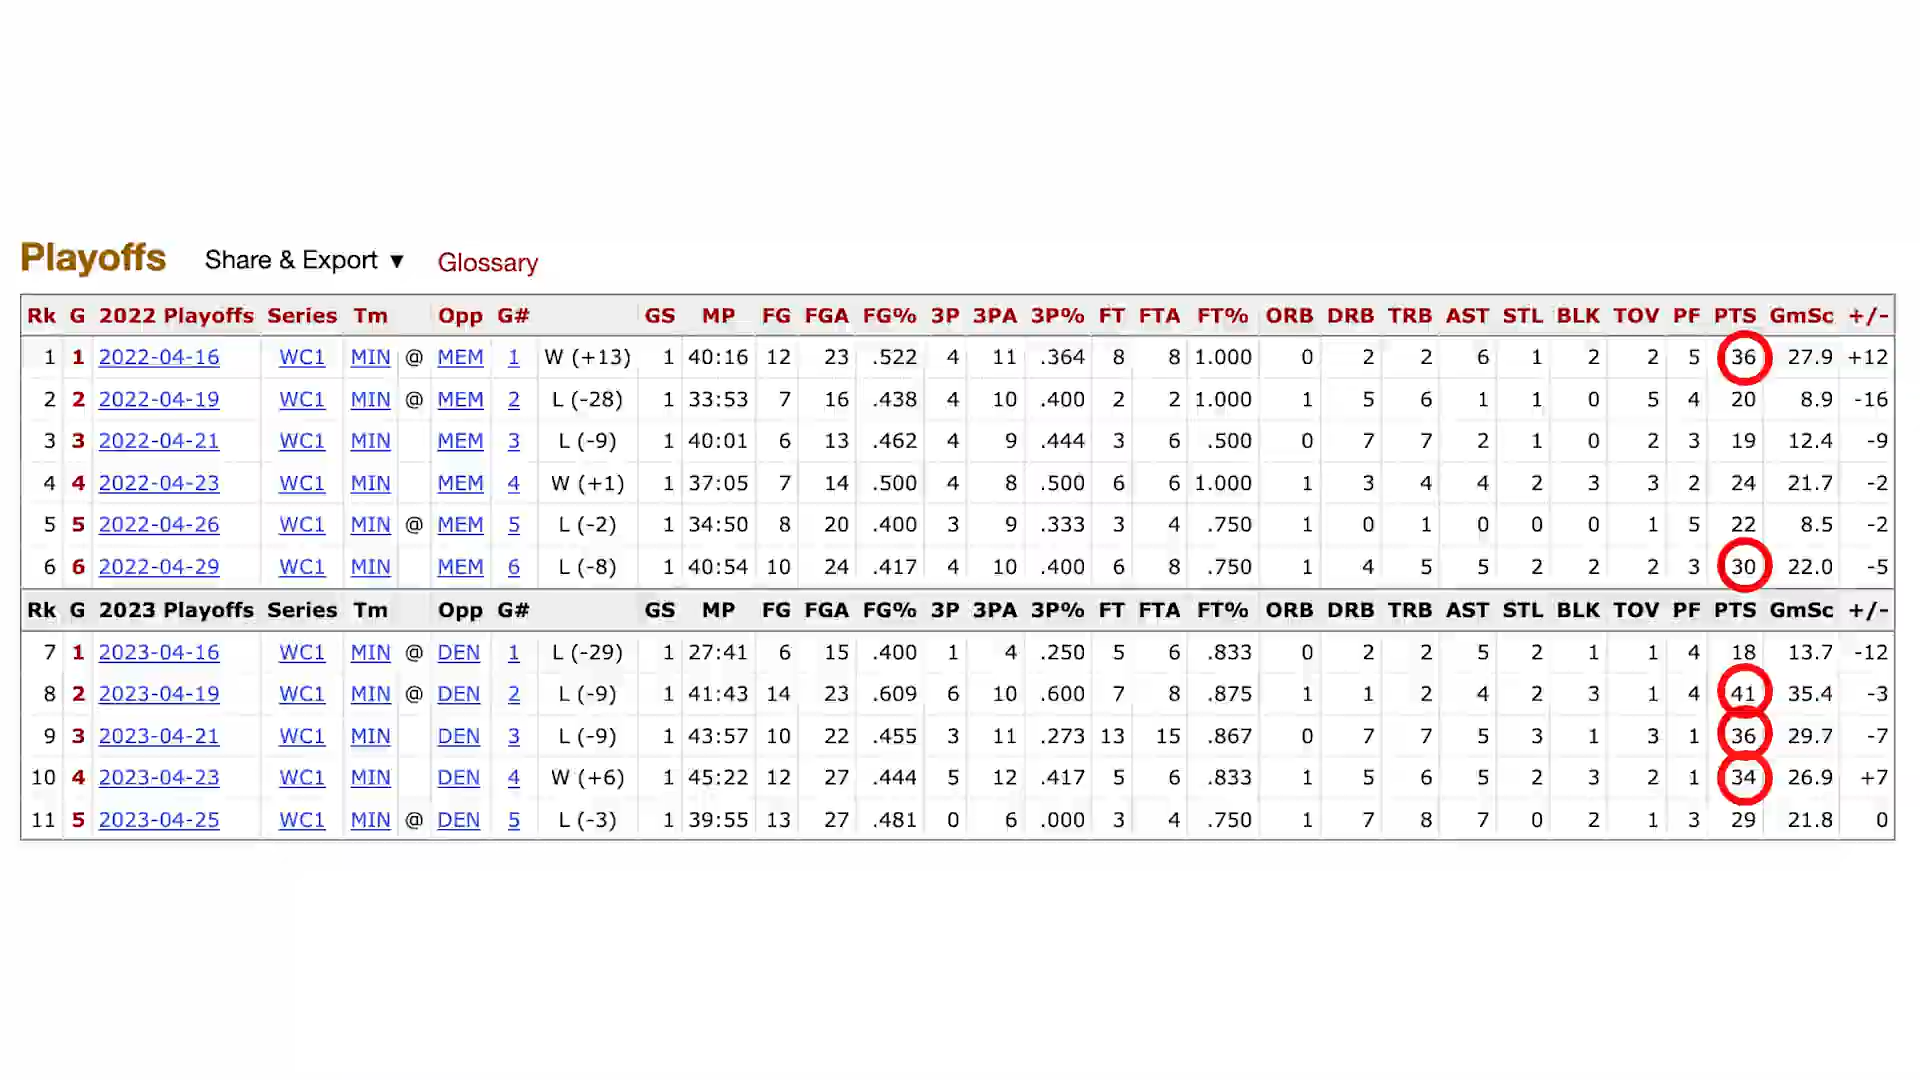 Playoffs Share & Export ▼ Glossary
Rk G 2022 Playoffs Series Tm Opp G# GS MP FG FGA FG% 3P 3PA 3P% FT FTA FT% ORB DRB TRB AST STL BLK TOV PF PTS GmSc +/-
1 1 2022-04-16 WC1 MIN @ MEM 1 W (+13) 1 40:16 12 23 .522 4 11 .364 8 8 1.000 0 2 2 6 1 2 2 5 36 27.9 +12
2 2 2022-04-19 WC1 MIN @ MEM 2 L (-28) 1 33:53 7 16 .438 4 10 .400 2 2 1.000 1 5 6 1 1 0 5 4 20 8.9 -16
3 3 2022-04-21 WC1 MIN MEM 3 L (-9) 1 40:01 6 13 .462 4 9 .444 3 6 .500 0 7 7 2 1 0 2 3 19 12.4 -9
4 4 2022-04-23 WC1 MIN MEM 4 W (+1) 1 37:05 7 14 .500 4 8 .500 6 6 1.000 1 3 4 4 2 3 3 2 24 21.7 -2
5 5 2022-04-26 WC1 MIN @ MEM 5 L (-2) 1 34:50 8 20 .400 3 9 .333 3 4 .750 1 0 1 0 0 0 1 5 22 8.5 -2
6 6 2022-04-29 WC1 MIN MEM 6 L (-8) 1 40:54 10 24 .417 4 10 .400 6 8 .750 1 4 5 5 2 2 2 3 30 22.0 -5
Rk G 2023 Playoffs Series Tm Opp G# GS MP FG FGA FG% 3P 3PA 3P% FT FTA FT% ORB DRB TRB AST STL BLK TOV PF PTS GmSc +/-
7 1 2023-04-16 WC1 MIN @ DEN 1 L (-29) 1 27:41 6 15 .400 1 4 .250 5 6 .833 0 2 2 5 2 1 1 4 18 13.7 -12
8 2 2023-04-19 WC1 MIN @ DEN 2 L (-9) 1 41:43 14 23 .609 6 10 .600 7 8 .875 1 1 2 4 2 3 1 4 41 35.4 -3
9 3 2023-04-21 WC1 MIN DEN 3 L (-9) 1 43:57 10 22 .455 3 11 .273 13 15 .867 0 7 7 5 3 1 3 1 36 29.7 -7
10 4 2023-04-23 WC1 MIN DEN 4 W (+6) 1 45:22 12 27 .444 5 12 .417 5 6 .833 1 5 6 5 2 3 2 1 34 26.9 +7
11 5 2023-04-25 WC1 MIN @ DEN 5 L (-3) 1 39:55 13 27 .481 0 6 .000 3 4 .750 1 7 8 7 0 2 1 3 29 21.8 0